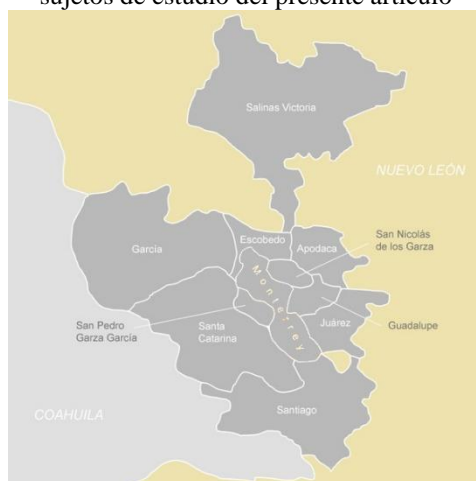 sujetos de estudio del presente artículo
Salinas Victoria
NUEVO LEÓN
San Nicolás
de los Garza
Escobedo
Apodaca
García
Monterrey
San Pedro
Garza García
Santa
Catarina
Juárez
Guadalupe
Santiago
COAHUILA